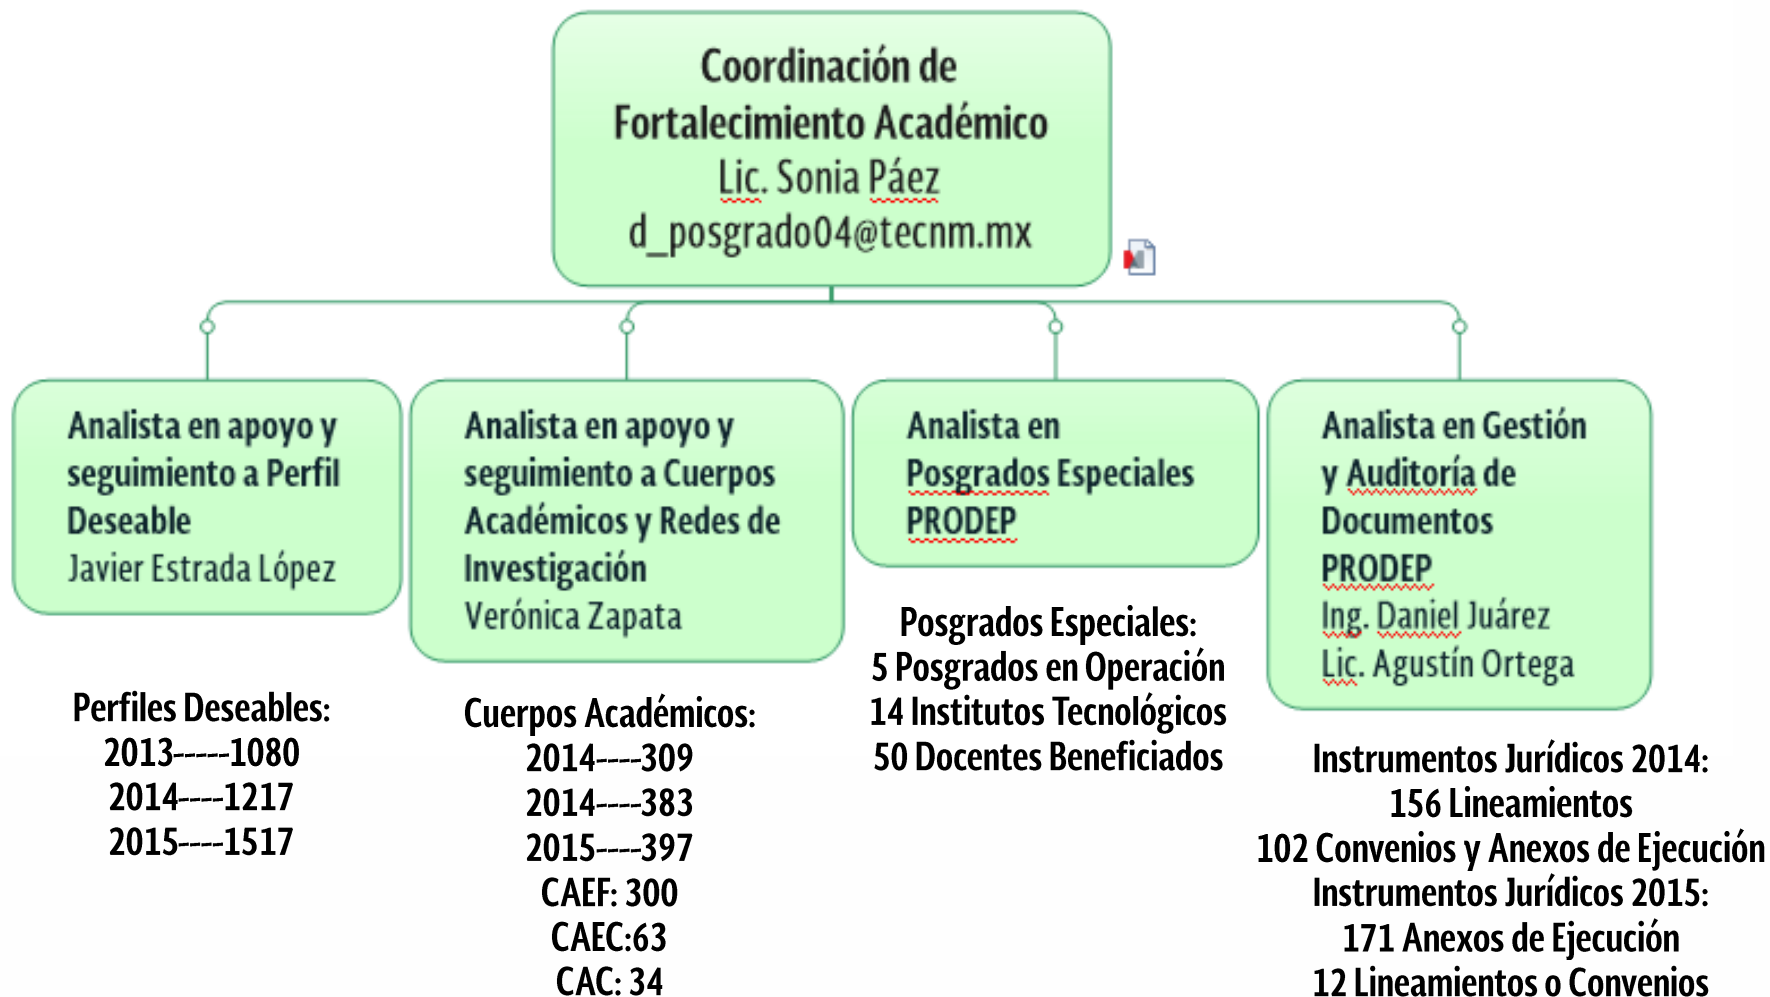 Coordinación de
Fortalecimiento Académico
Lic. Sonia Páez
d_posgrado04@tecnm.mx
Analista en apoyo y
seguimiento a Perfil
Deseable
Javier Estrada López
Perfiles Deseables:
2013-----1080
2014----1217
2015----1517
Analista en apoyo y
seguimiento a Cuerpos
Académicos y Redes de
Investigación
Verónica Zapata
Cuerpos Académicos:
2014----309
2014----383
2015----397
CAEF: 300
CAEC:63
CAC: 34
Analista en
Posgrados Especiales
PRODEP
Posgrados Especiales:
5 Posgrados en Operación
14 Institutos Tecnológicos
50 Docentes Beneficiados
Analista en Gestión
y Auditoría de
Documentos
PRODEP
Ing. Daniel Juárez
Lic. Agustín Ortega
Instrumentos Jurídicos 2014:
156 Lineamientos
102 Convenios y Anexos de Ejecución
Instrumentos Jurídicos 2015:
171 Anexos de Ejecución
12 Lineamientos o Convenios